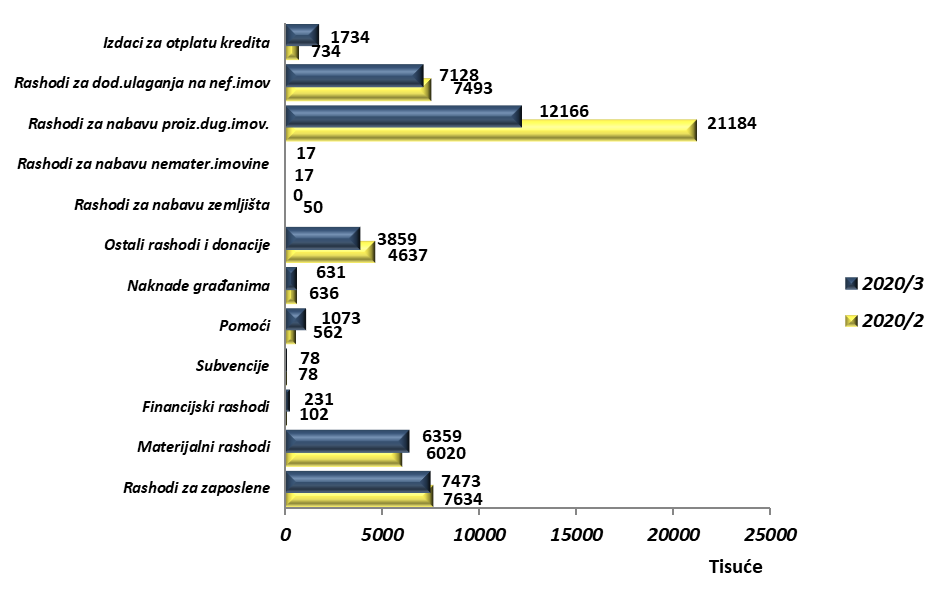 Izdaci za otplatu kredita
1734
734
Rashodi za dod.ulaganja na nef.imov
7128
7493
Rashodi za nabavu proiz.dug.imov.
12166
21184
Rashodi za nabavu nemater.imovine
17
17
Rashodi za nabavu zemljišta
0
50
Ostali rashodi i donacije
3859
4637
Naknade građanima
631
636
Pomoći
1073
562
Subvencije
78
78
Financijski rashodi
231
102
Materijalni rashodi
6359
6020
Rashodi za zaposlene
7473
7634
0 5000 10000 15000 20000 25000
Tisuće
2020/3
2020/2